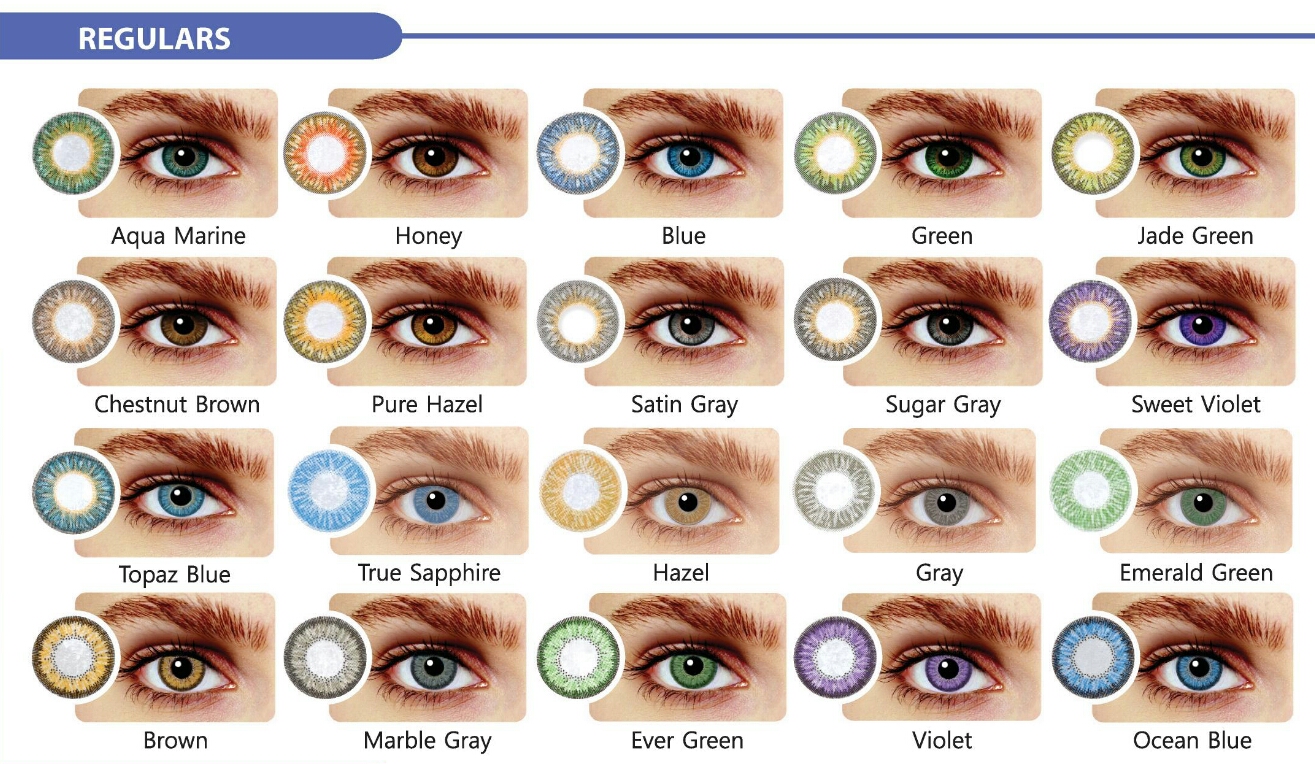 REGULARS
Aqua Marine
Honey
Blue
Green
Jade Green
Chestnut Brown
Pure Hazel
Satin Gray
Sugar Gray
Sweet Violet
Topaz Blue
True Sapphire
Hazel
Gray
Emerald Green
Brown
Marble Gray
Ever Green
Violet
Ocean Blue